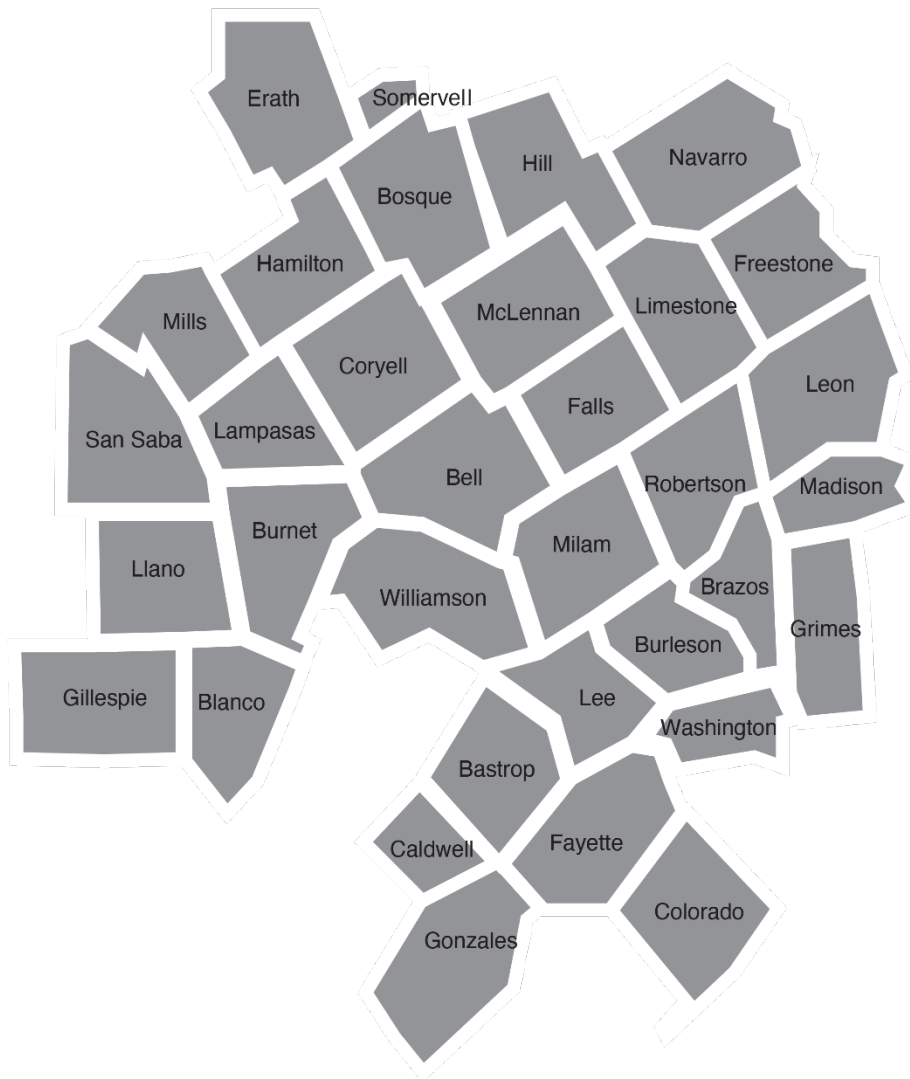 Erath
Somervell
Hill
Navarro
Bosque
Hamilton
Freestone
McLennan
Limestone
Mills
Coryell
Leon
Falls
San Saba
Lampasas
Bell
Robertson
Madison
Burnet
Milam
Llano
Brazos
Williamson
Grimes
Burleson
Gillespie
Blanco
Lee
Washington
Bastrop
Caldwell
Fayette
Colorado
Gonzales